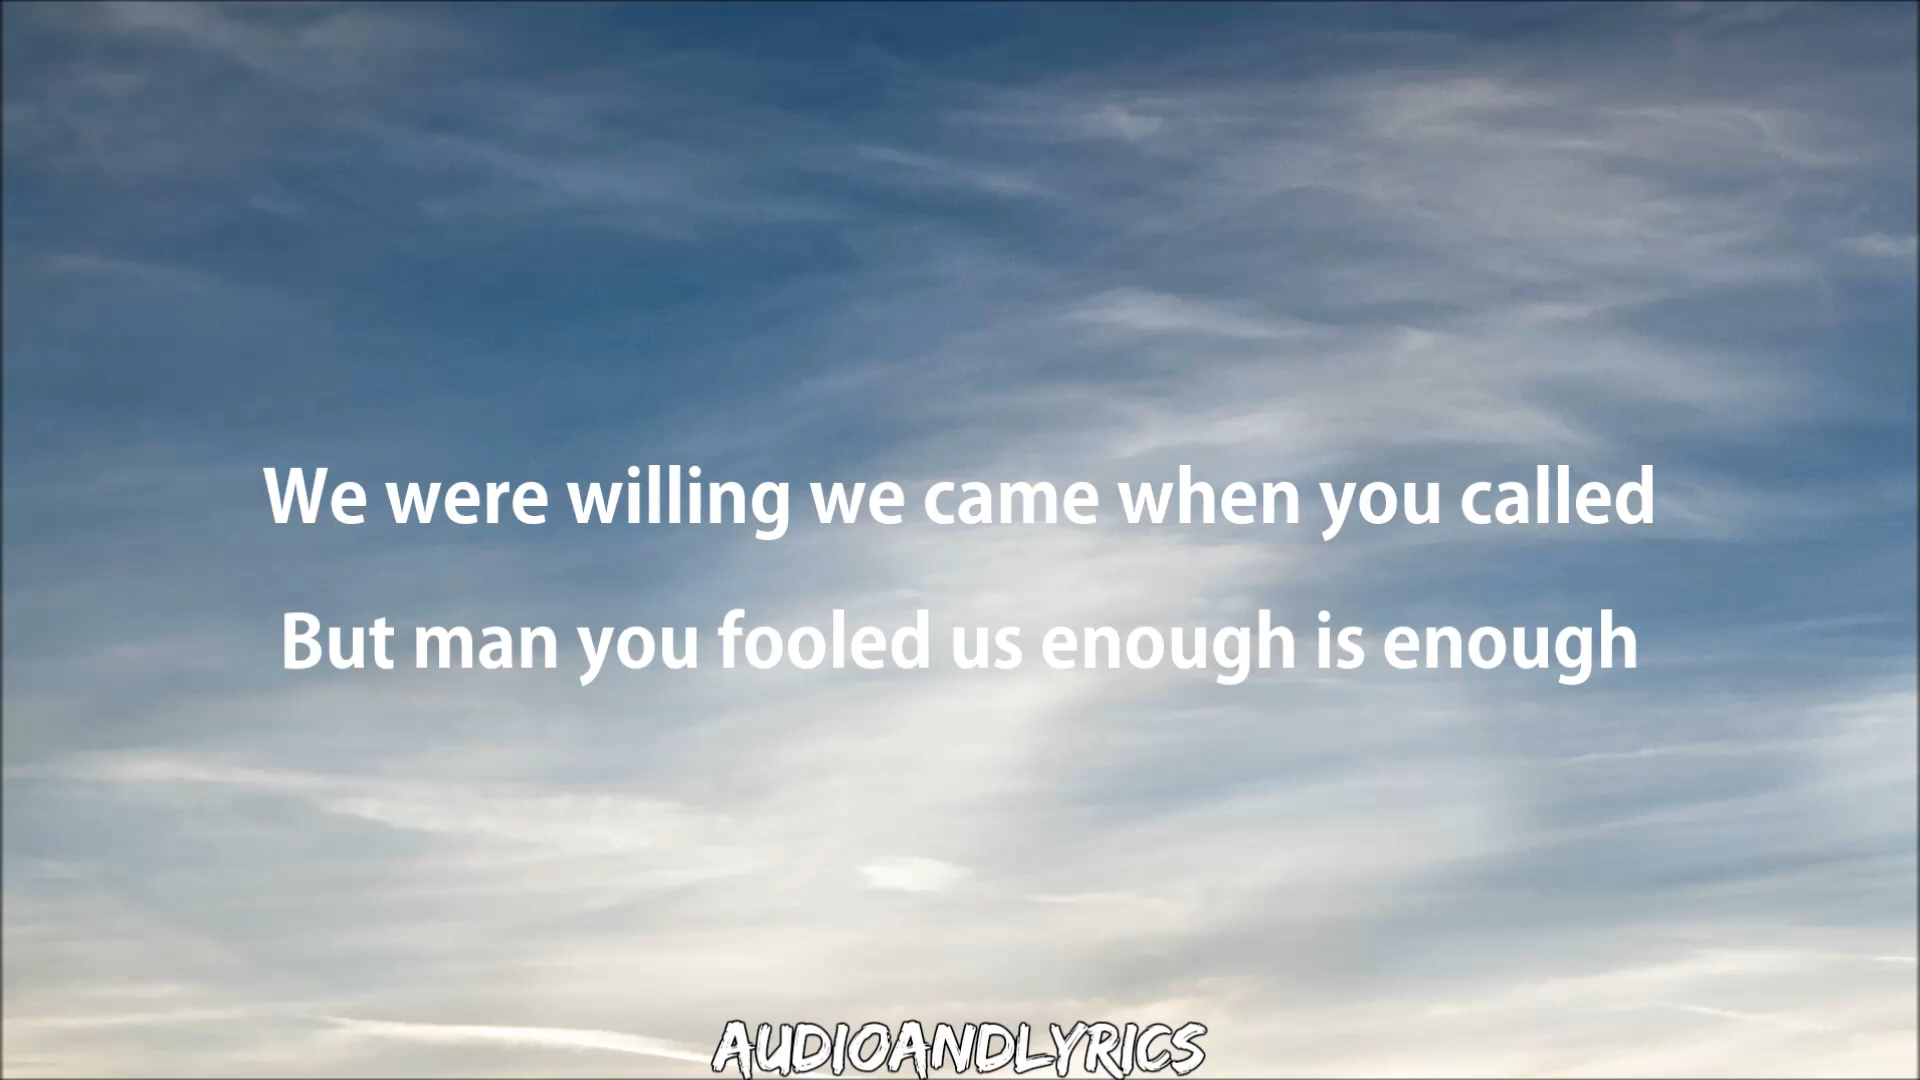 We were willing we came when you called
But man you fooled us enough is enough
AUDIOANDLYRICS